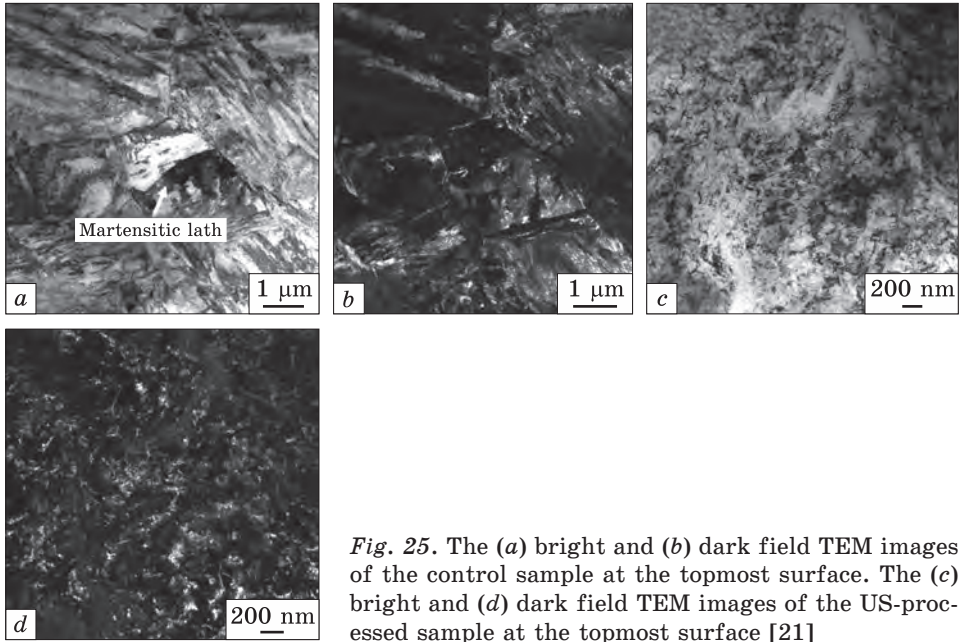 Martensitic lath
a
1 μm
b
1 μm
c
200 nm
d
200 nm
Fig. 25. The (a) bright and (b) dark field TEM images
of the control sample at the topmost surface. The (c)
bright and (d) dark field TEM images of the US-proc-
essed sample at the topmost surface [21]